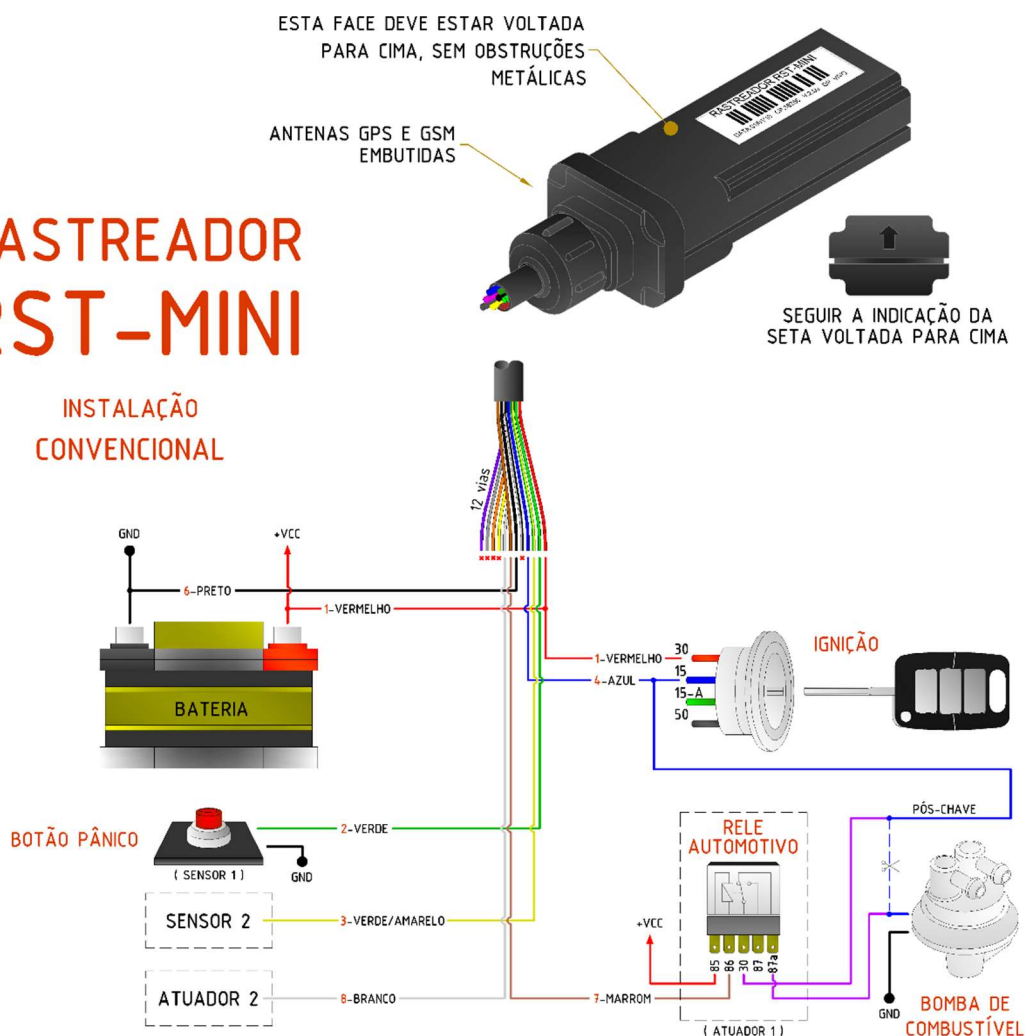 ESTA FACE DEVE ESTAR VOLTADA
PARA CIMA, SEM OBSTRUÇÕES
METÁLICAS
ANTENAS GPS E GSM
EMBUTIDAS
RASTREADOR RST-MINI
ASTREADOR
RST-MINI
INSTALAÇÃO
CONVENCIONAL
SEGUIR A INDICAÇÃO DA
SETA VOLTADA PARA CIMA
12 vias
GND
+VCC
6-PRETO
1-VERMELHO
BATERIA
1-VERMELHO
4-AZUL
30
15
15-A
50
IGNIÇÃO
BOTÃO PÂNICO
2-VERDE
( SENSOR 1 )
GND
SENSOR 2
3-VERDE/AMARELO
ATUADOR 2
8-BRANCO
7-MARROM
RELE
AUTOMOTIVO
+VCC
85
86
30
87
87a
( ATUADOR 1 )
PÓS-CHAVE
GND
BOMBA DE
COMBUSTÍVEL